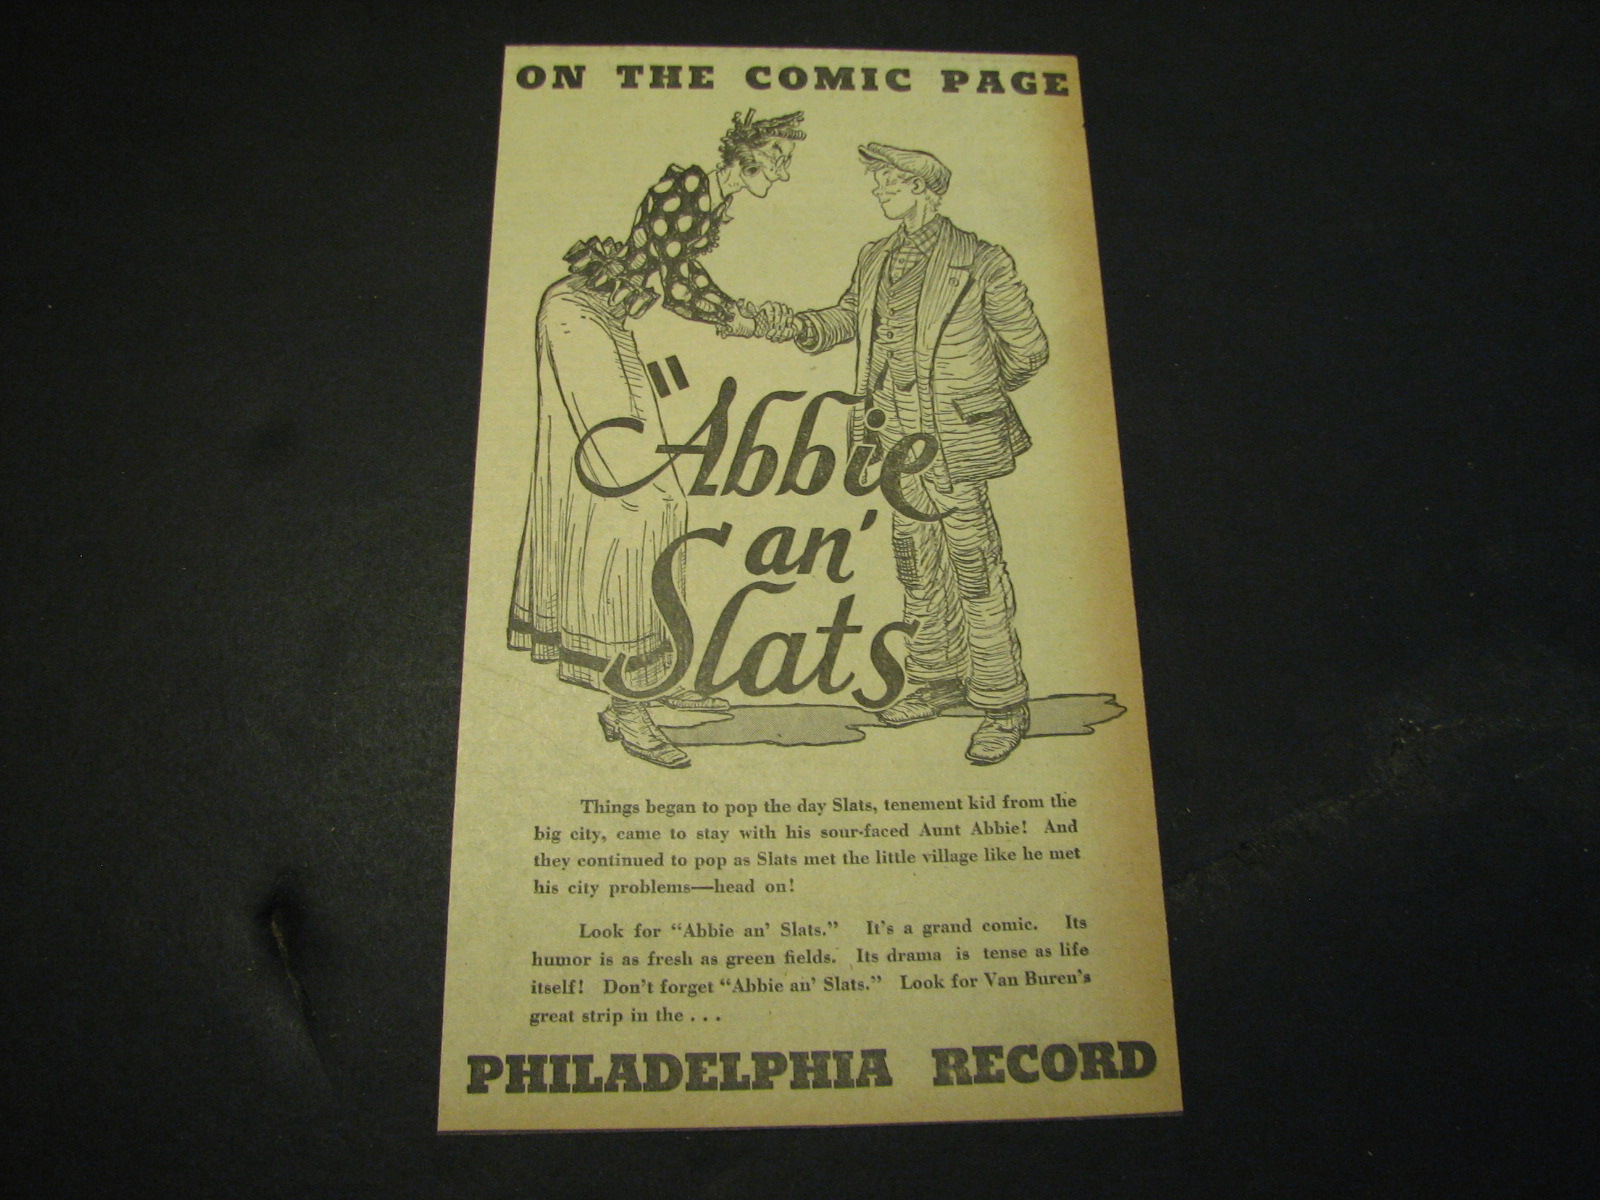 ON THE COMIC PAGE
"Abbie
an'
Slats
Things began to pop the day Slats, tenement kid from the
big city, came to stay with his sour-faced Aunt Abbie! And
they continued to pop as Slats met the little village like he met
his city problems—head on!
Look for "Abbie an' Slats." It's a grand comic. Its
humor is as fresh as green fields. Its drama is tense as life
itself! Don't forget "Abbie an' Slats." Look for Van Buren's
great strip in the . . .
PHILADELPHIA RECORD